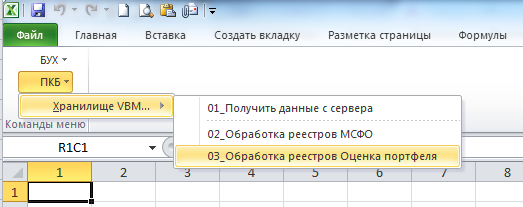 Файл Главная Вставка Создать вкладку Разметка страницы Формулы
БУХ
ПКБ
Хранилище VBM...
01_Получить данные с сервера
02_Обработка реестров МСФО
03_Обработка реестров Оценка портфеля
Команды меню
R1C1
1 2 3 4 5 6 7 8
1